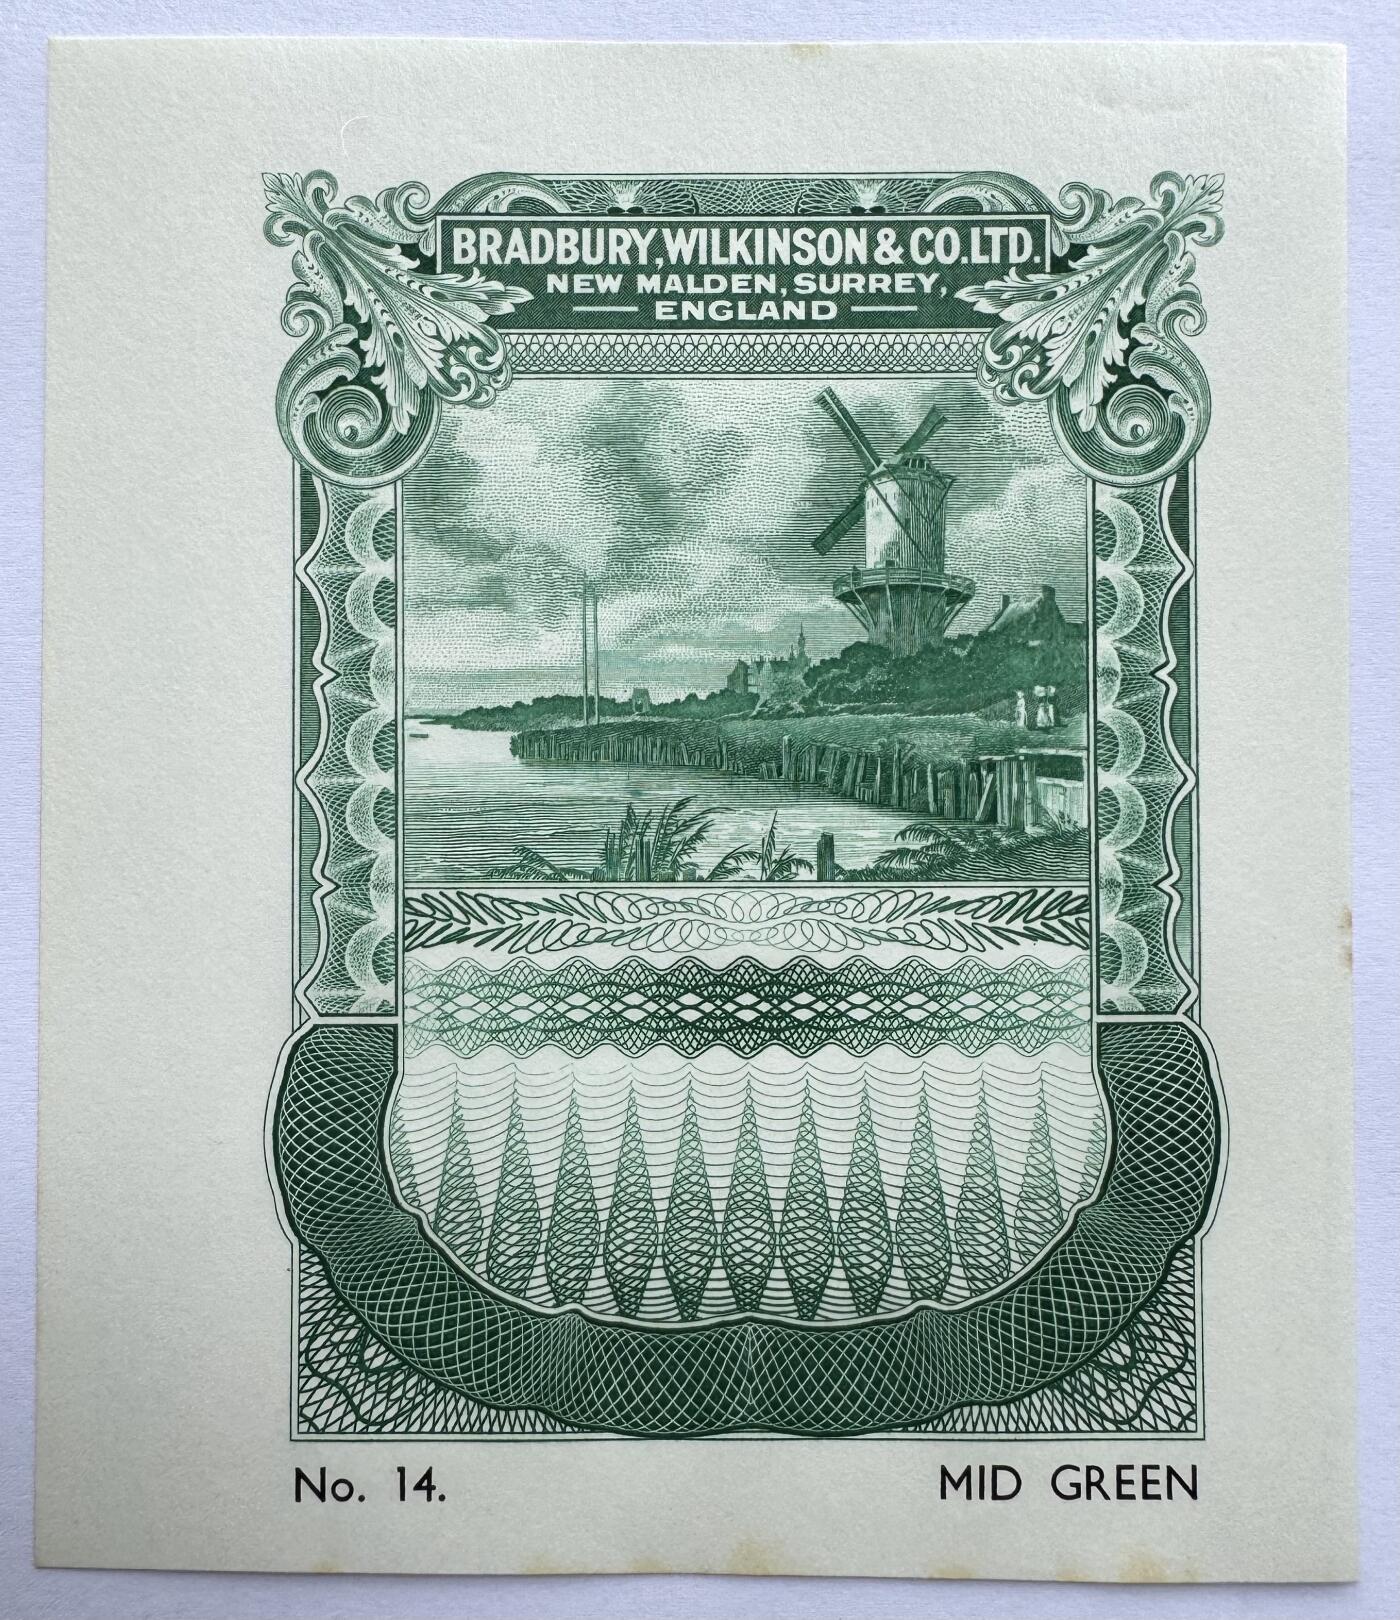 BRADBURY, WILKINSON & CO. LTD.
NEW MALDEN, SURREY,
ENGLAND
No. 14.
MID GREEN